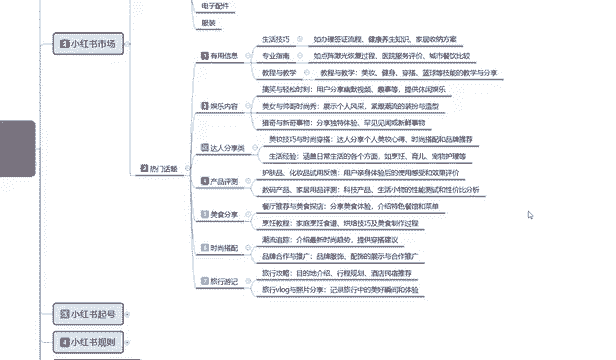 电子配件
服装
2 小红书市场
2 热门话题
1 有用信息
生活技巧
如办理签证流程、健康养生知识、家居收纳方案
专业指南
如点阵激光恢复过程、医院服务评价、城市餐饮比较
教程与教学
教程与教学:美妆、健身、穿搭、篮球等技能的教学与分享
2 娱乐内容
搞笑与轻松时刻:用户分享幽默视频、趣事等,提供休闲娱乐
美女与帅哥时尚秀:展示个人风采,紧跟潮流的装扮与造型
猎奇与新奇事物:分享独特体验、罕见见闻或新鲜事物
3 达人分享类
美妆技巧与时尚穿搭:达人分享个人美妆心得、时尚搭配和品牌推荐
生活经验:涵盖日常生活的各个方面,如烹饪、育儿、宠物护理等
4 产品评测
护肤品、化妆品试用反馈:用户亲身体验后的使用感受和效果评价
数码产品、家居用品评测:科技产品、生活小物的性能测试和性价比分析
5 美食分享
餐厅推荐与美食探店:分享美食体验,介绍特色餐馆和菜单
烹饪教程:家庭烹饪食谱、烘焙技巧及美食制作过程
6 时尚搭配
潮流追踪:介绍最新时尚趋势,提供穿搭建议
品牌合作与推广:品牌服饰、配饰的展示与合作推广
7 旅行游记
旅行攻略:目的地介绍、行程规划、酒店民宿推荐
旅行vlog与照片分享:记录旅行中的美好瞬间和体验
3 小红书起号
4 小红书规则